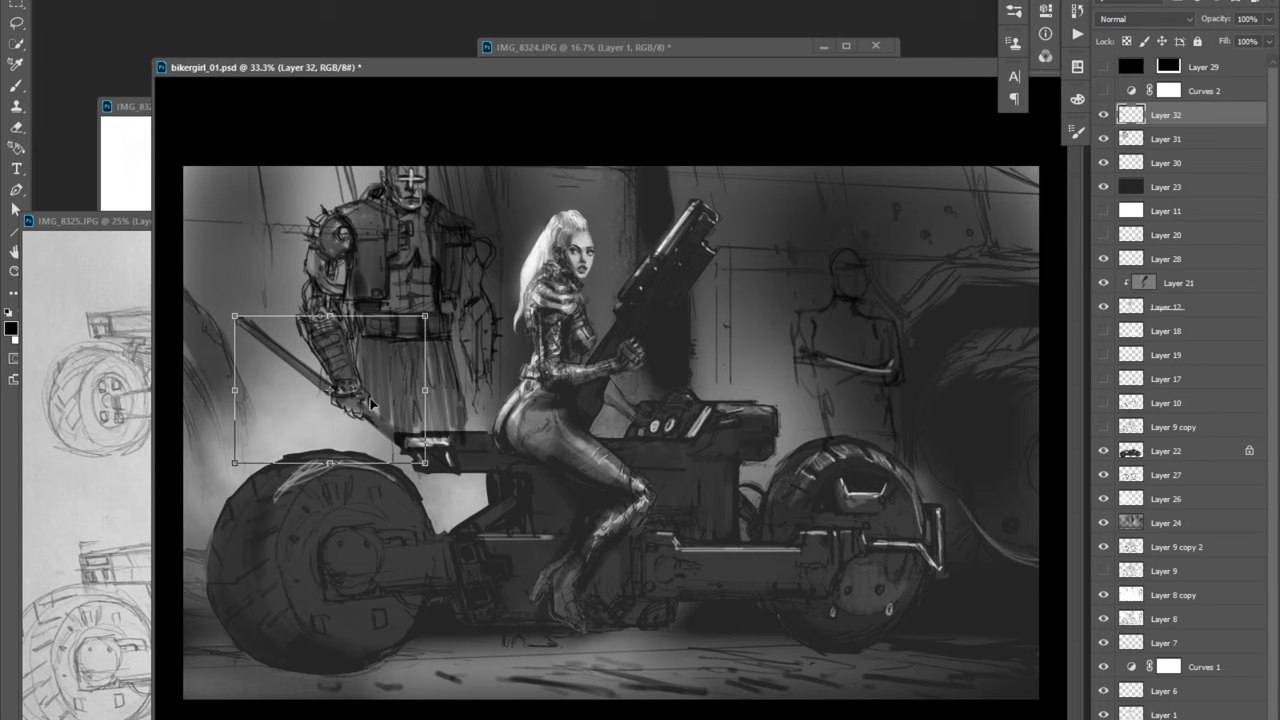 Normal
Opacity: 100%
Lock:
Fill: 100%
IMG_8324.JPG @ 16.7% (Layer 1, RGB/8) *
bikergirl_01.psd @ 33.3% (Layer 32, RGB/8#) *
IMG_832
IMG_8325.JPG @ 25% (Lay
Layer 29
Curves 2
Layer 32
Layer 31
Layer 30
Layer 23
Layer 11
Layer 20
Layer 28
Layer 21
Layer 12
Layer 18
Layer 19
Layer 17
Layer 10
Layer 9 copy
Layer 22
Layer 27
Layer 26
Layer 24
Layer 9 copy 2
Layer 9
Layer 8 copy
Layer 8
Layer 7
Curves 1
Layer 6
Layer 1